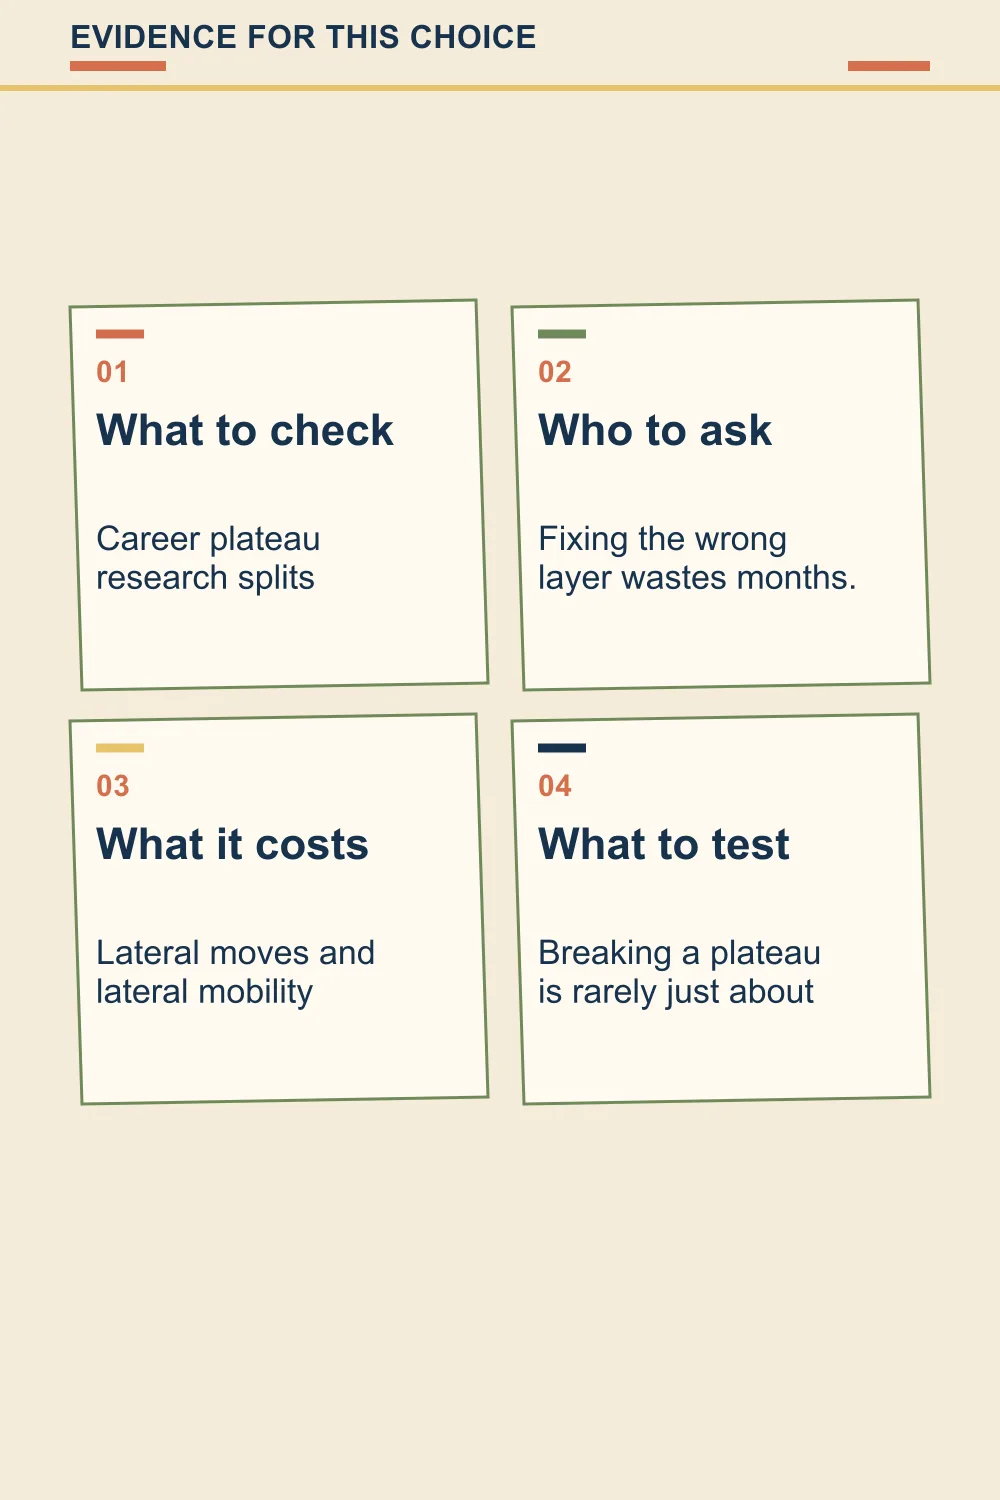 EVIDENCE FOR THIS CHOICE
01
What to check
Career plateau
research splits
02
Who to ask
Fixing the wrong
layer wastes months.
03
What it costs
Lateral moves and
lateral mobility
04
What to test
Breaking a plateau
is rarely just about